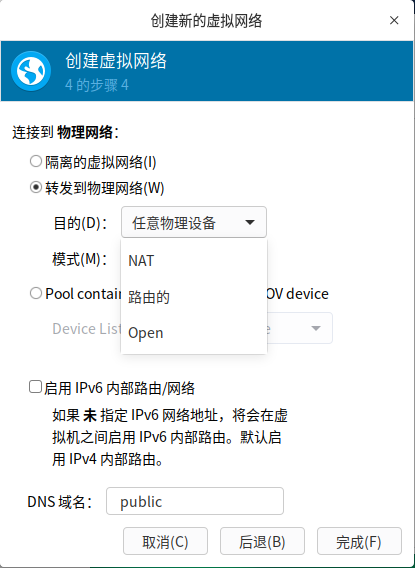 创建新的虚拟网络
创建虚拟网络
4 的步骤 4
连接到 物理网络：
隔离的虚拟网络(I)
转发到物理网络(W)
目的(D)： 任意物理设备
模式(M)：
NAT
路由的
Open
Pool contain OV device
Device List
启用 IPv6 内部路由/网络
如果 未 指定 IPv6 网络地址，将会在虚
拟机之间启用 IPv6 内部路由。默认启
用 IPv4 内部路由。
DNS 域名： public
取消(C) 后退(B) 完成(F)